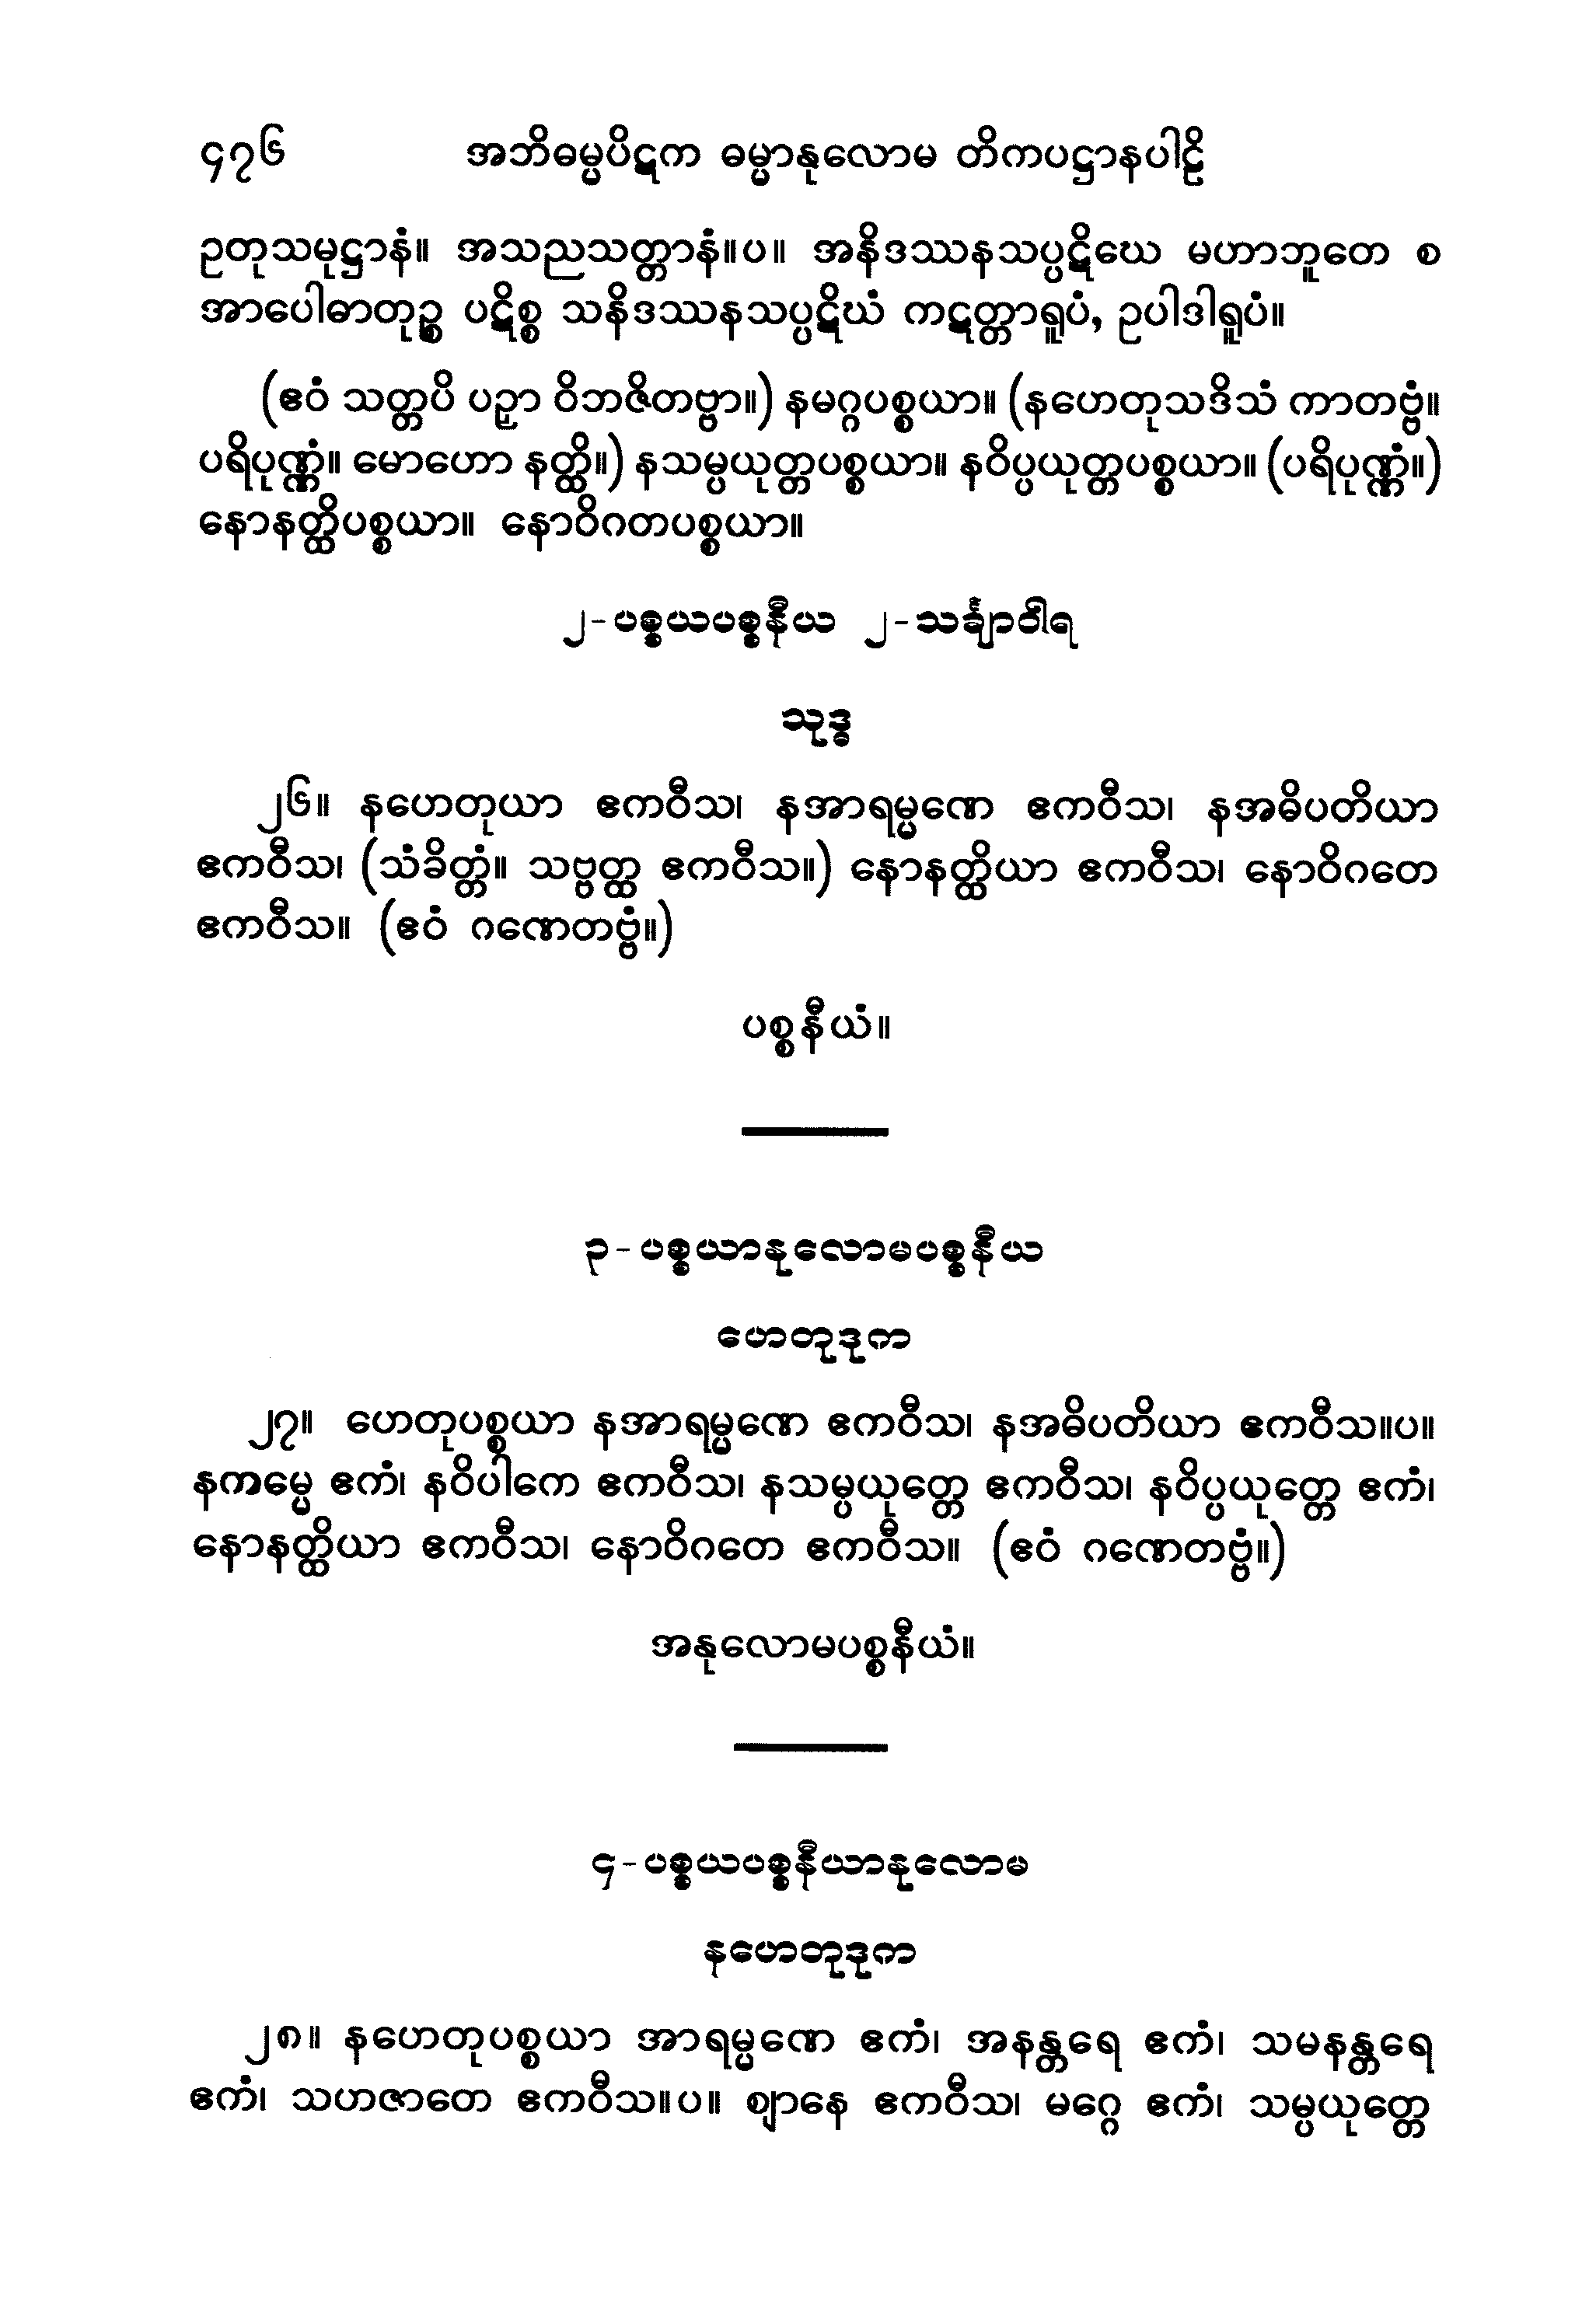 ၄၇၆ အဘိဓမ္မပိဋက ဓမ္မာနုလောမ တိကပဋ္ဌာနပါဠိ
ဥတုသမုဋ္ဌာနံ။ အသညသတ္တာနံ။ပ။ အနိဒဿနသပ္ပဋိဃေ မဟာဘူတေ စ
အာပေါဓာတုဉ္စ ပဋိစ္စ သနိဒဿနသပ္ပဋိဃံ ကဋတ္တာရူပံ, ဥပါဒါရူပံ။
(ဧဝံ သတ္တပိ ပဉှာ ဝိဘဇိတဗ္ဗာ။) နမဂ္ဂပစ္စယာ။ (နဟေတုသဒိသံ ကာတဗ္ဗံ။
ပရိပုဏ္ဏံ။ မောဟော နတ္ထိ။) နသမ္ပယုတ္တပစ္စယာ။ နဝိပ္ပယုတ္တပစ္စယာ။ (ပရိပုဏ္ဏံ။)
နောနတ္ထိပစ္စယာ။ နောဝိဂတပစ္စယာ။
၂-ပစ္စယပစ္စနီယ ၂-သင်္ချာဝါရ
သုဒ္ဓ
၂၆။ နဟေတုယာ ဧကဝီသ၊ နအာရမ္မဏေ ဧကဝီသ၊ နအဓိပတိယာ
ဧကဝီသ၊ (သံခိတ္တံ။ သဗ္ဗတ္ထ ဧကဝီသ။) နောနတ္ထိယာ ဧကဝီသ၊ နောဝိဂတေ
ဧကဝီသ။ (ဧဝံ ဂဏေတဗ္ဗံ။)
ပစ္စနီယံ။
၃-ပစ္စယာနုလောမပစ္စနီယ
ဟေတုဒုက
၂၇။ ဟေတုပစ္စယာ နအာရမ္မဏေ ဧကဝီသ၊ နအဓိပတိယာ ဧကဝီသ။ပ။
နကမ္မေ ဧကံ၊ နဝိပါကေ ဧကဝီသ၊ နသမ္ပယုတ္တေ ဧကဝီသ၊ နဝိပ္ပယုတ္တေ ဧကံ၊
နောနတ္ထိယာ ဧကဝီသ၊ နောဝိဂတေ ဧကဝီသ။ (ဧဝံ ဂဏေတဗ္ဗံ။)
အနုလောမပစ္စနီယံ။
၄-ပစ္စယပစ္စနီယာနုလောမ
နဟေတုဒုက
၂၈။ နဟေတုပစ္စယာ အာရမ္မဏေ ဧကံ၊ အနန္တရေ ဧကံ၊ သမနန္တရေ
ဧကံ၊ သဟဇာတေ ဧကဝီသ။ပ။ ဈာနေ ဧကဝီသ၊ မဂ္ဂေ ဧကံ၊ သမ္ပယုတ္တေ